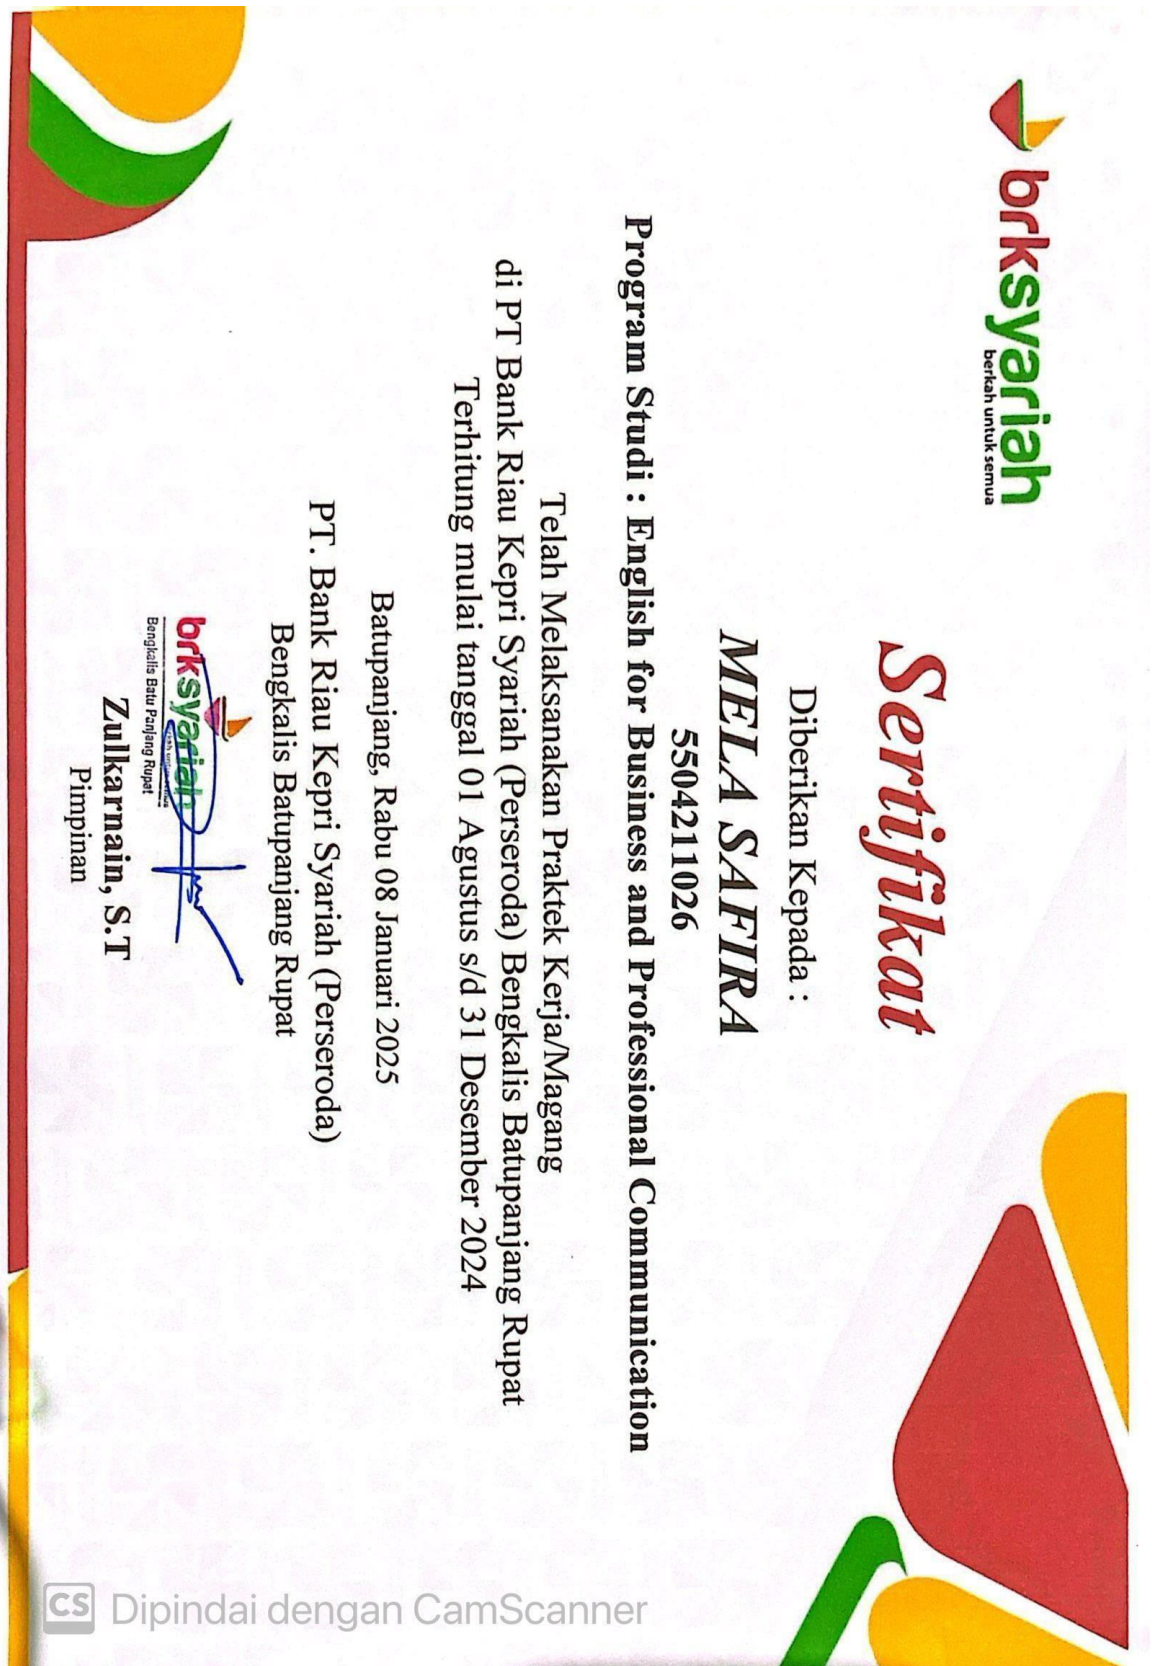 brksyariah
berkah untuk semua
Sertifikat
Diberikan Kepada :
MELA SAFIRA
5504211026
Program Studi : English for Business and Professional Communication
Telah Melaksanakan Praktek Kerja/Magang
di PT Bank Riau Kepri Syariah (Perseroda) Bengkalis Batupanjang Rupat
Terhitung mulai tanggal 01 Agustus s/d 31 Desember 2024
Batupanjang, Rabu 08 Januari 2025
PT. Bank Riau Kepri Syariah (Perseroda)
Bengkalis Batupanjang Rupat
brksyariah
Bengkalis Batu Panjang Rupat
Zulkarnain, S.T
Pimpinan
CS Dipindai dengan CamScanner